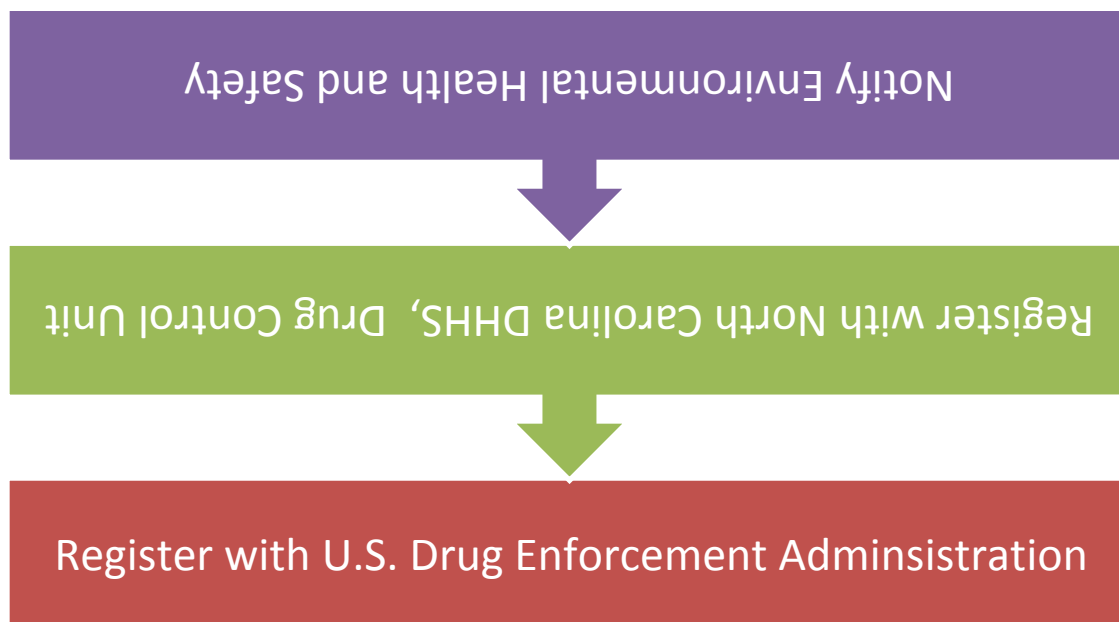 Notify Environmental Health and Safety
Register with North Carolina DHHS,  Drug Control Unit
Register with U.S. Drug Enforcement Adminsistration